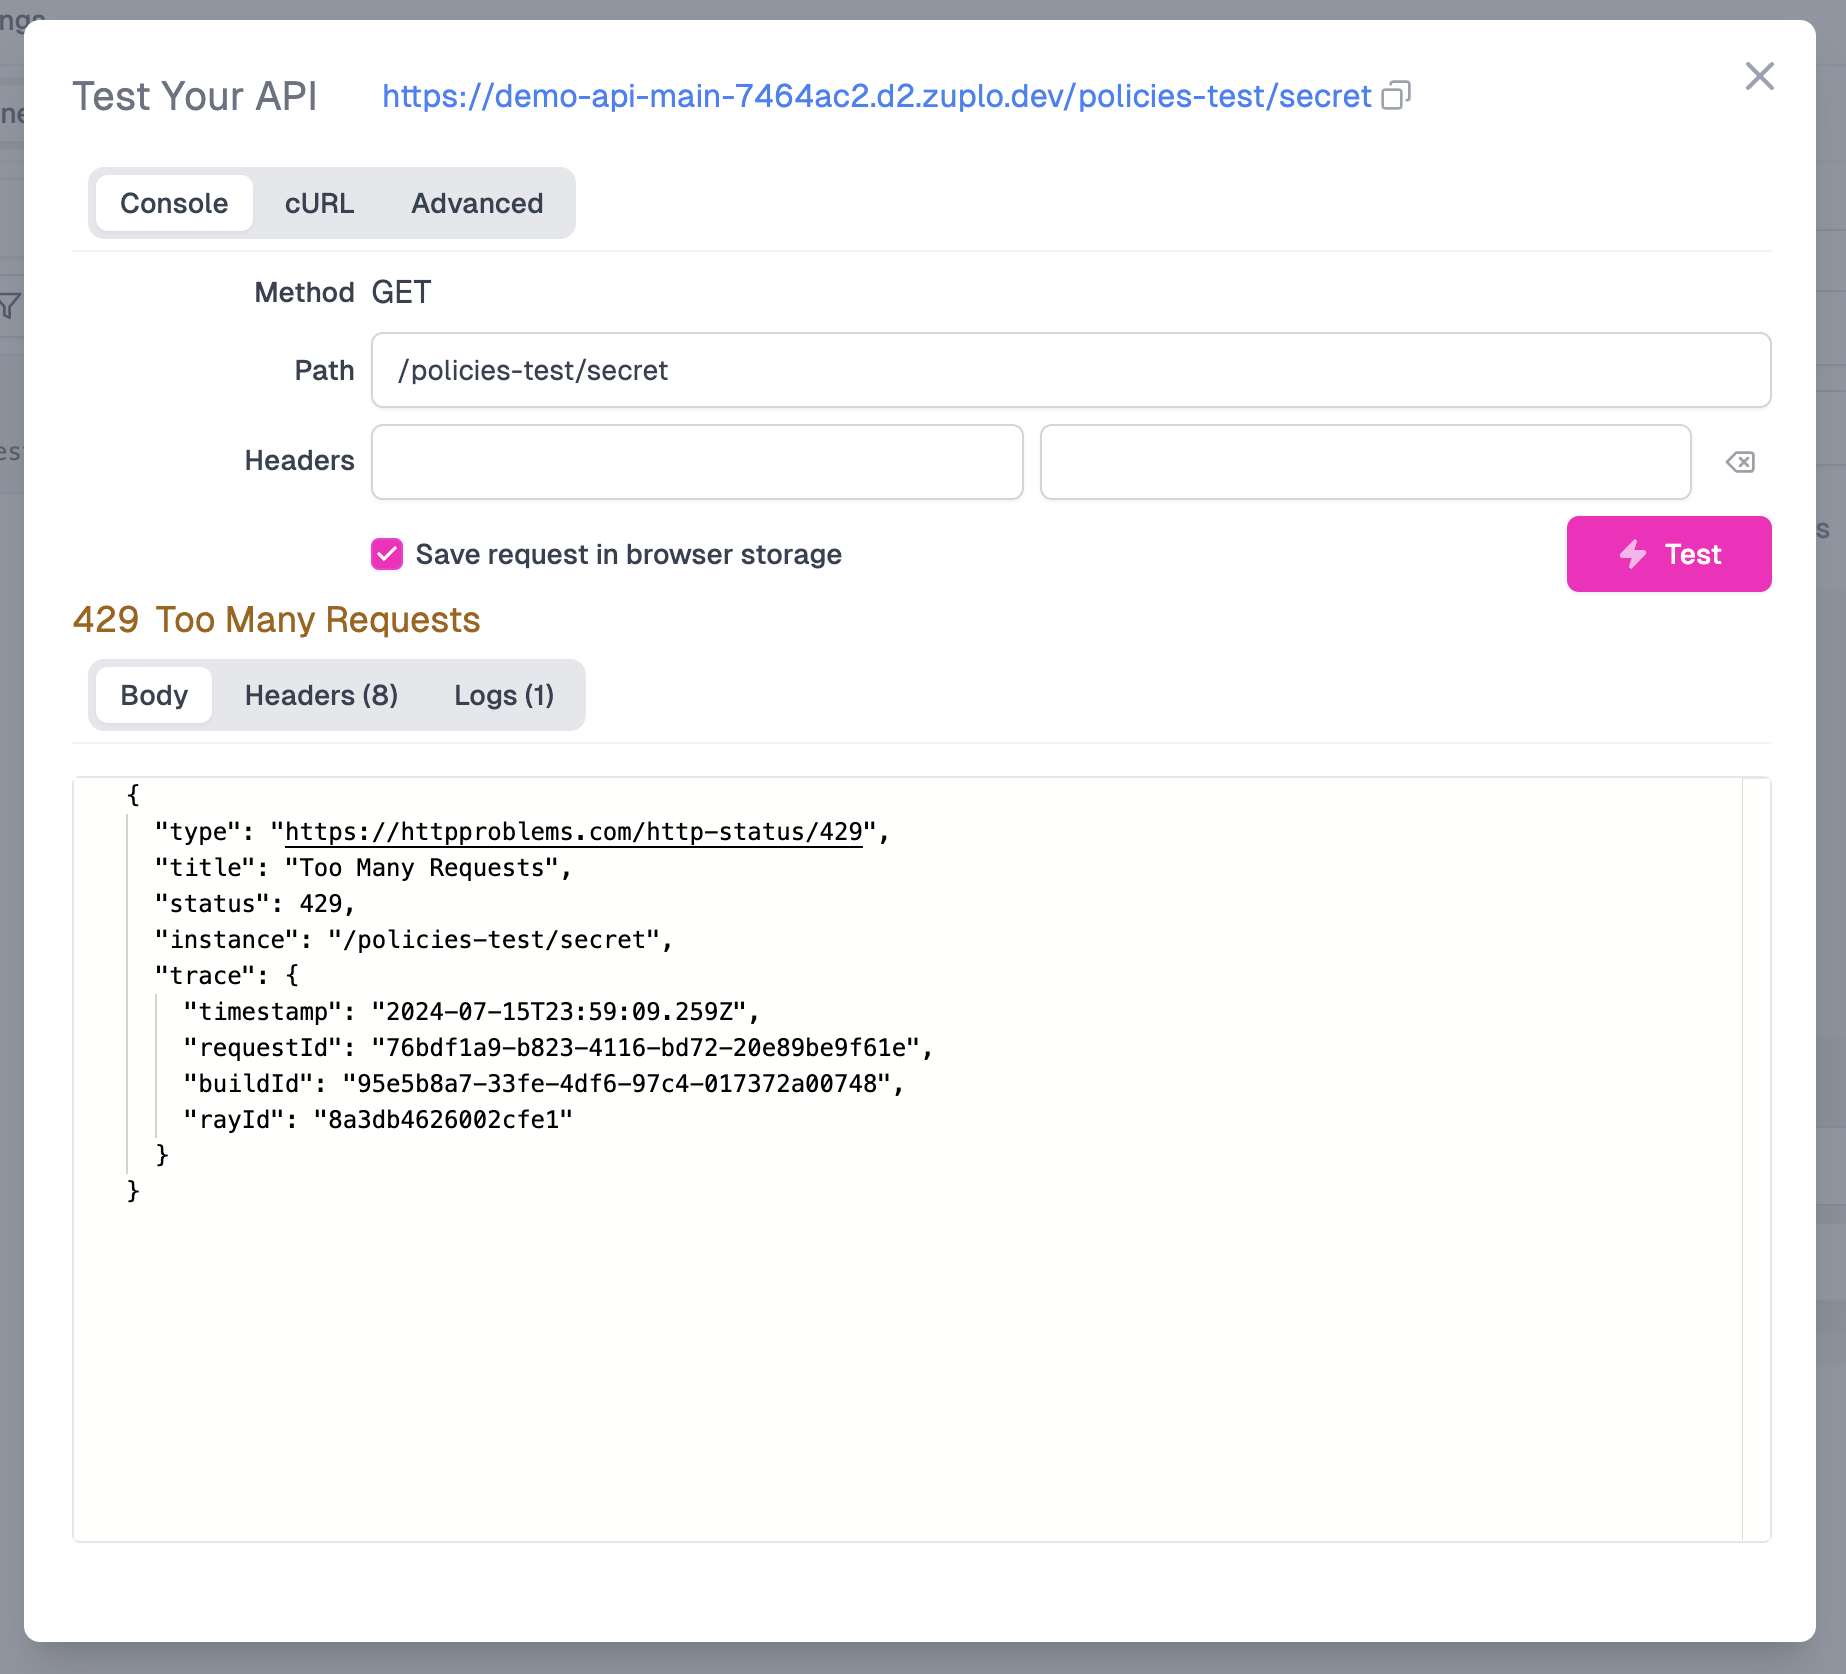 Test Your API https://demo-api-main-7464ac2.d2.zuplo.dev/policies-test/secret
Console cURL Advanced
Method GET
Path /policies-test/secret
Headers
Save request in browser storage Test
429 Too Many Requests
Body Headers (8) Logs (1)
{
"type": "https://httpproblems.com/http-status/429",
"title": "Too Many Requests",
"status": 429,
"instance": "/policies-test/secret",
"trace": {
"timestamp": "2024-07-15T23:59:09.259Z",
"requestId": "76bdf1a9-b823-4116-bd72-20e89be9f61e",
"buildId": "95e5b8a7-33fe-4df6-97c4-017372a00748",
"rayId": "8a3db4626002cfe1"
}
}